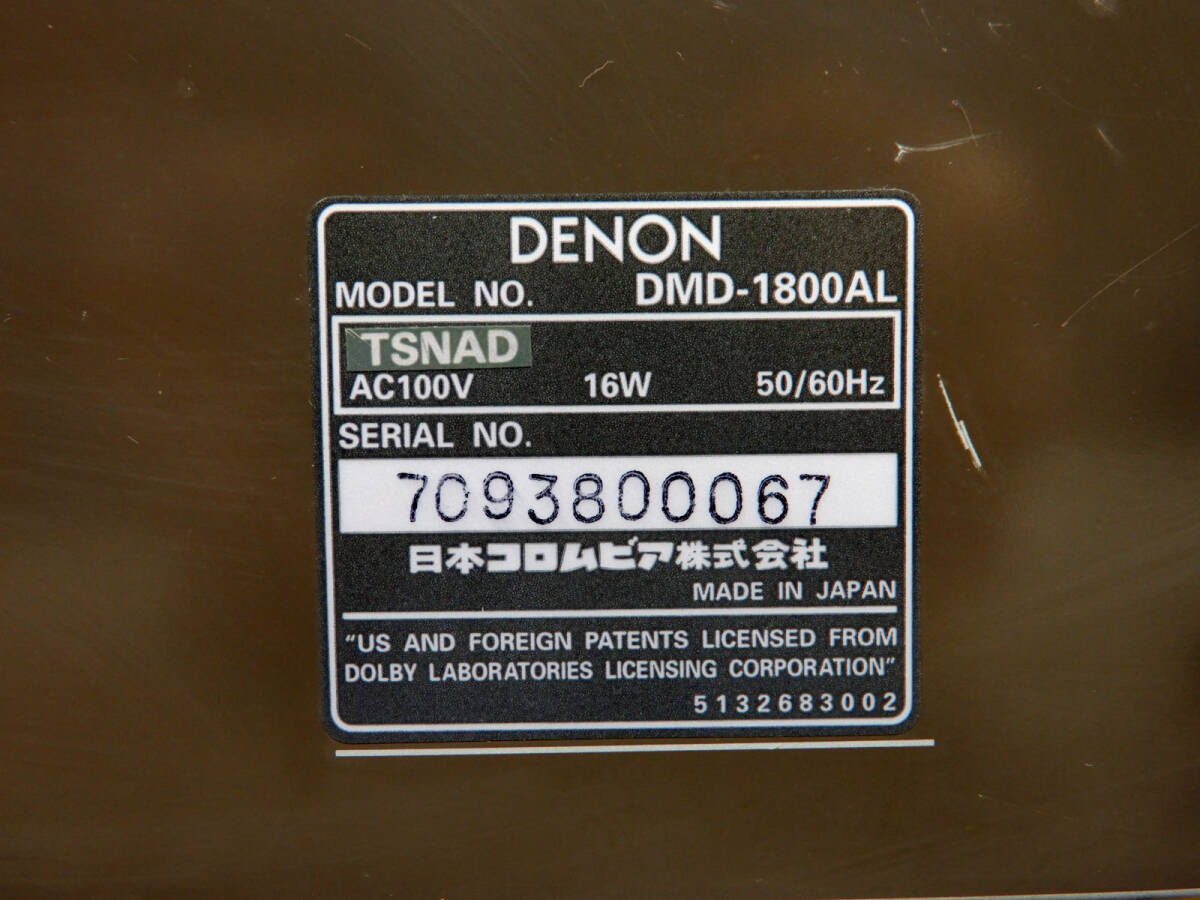 DENON
MODEL NO. DMD-1800AL
TSNAD
AC100V 16W 50/60Hz
SERIAL NO.
7093800067
日本コロムビア株式会社
MADE IN JAPAN
"US AND FOREIGN PATENTS LICENSED FROM
DOLBY LABORATORIES LICENSING CORPORATION"
5132683002